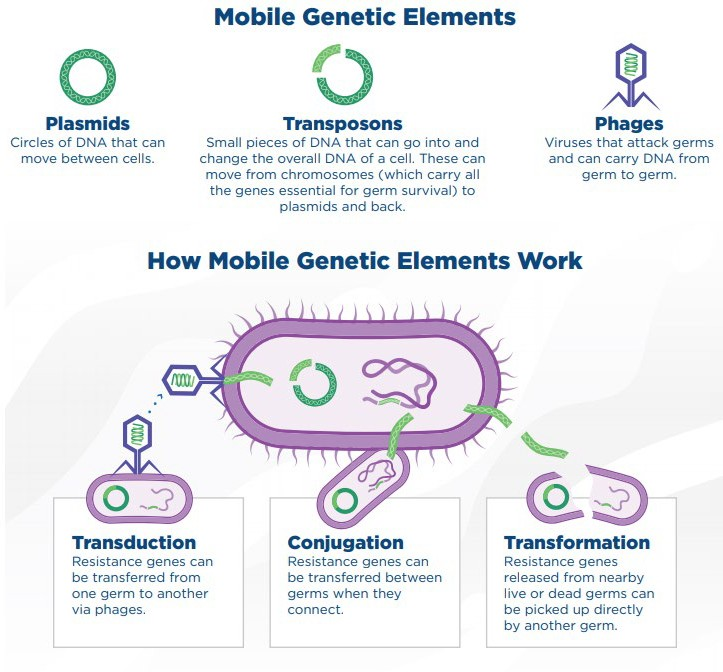 Mobile Genetic Elements
Plasmids
Circles of DNA that can
move between cells.
Transposons
Small pieces of DNA that can go into and
change the overall DNA of a cell. These can
move from chromosomes (which carry all
the genes essential for germ survival) to
plasmids and back.
Phages
Viruses that attack germs
and can carry DNA from
germ to germ.
How Mobile Genetic Elements Work
Transduction
Resistance genes can
be transferred from
one germ to another
via phages.
Conjugation
Resistance genes can
be transferred between
germs when they
connect.
Transformation
Resistance genes
released from nearby
live or dead germs can
be picked up directly
by another germ.